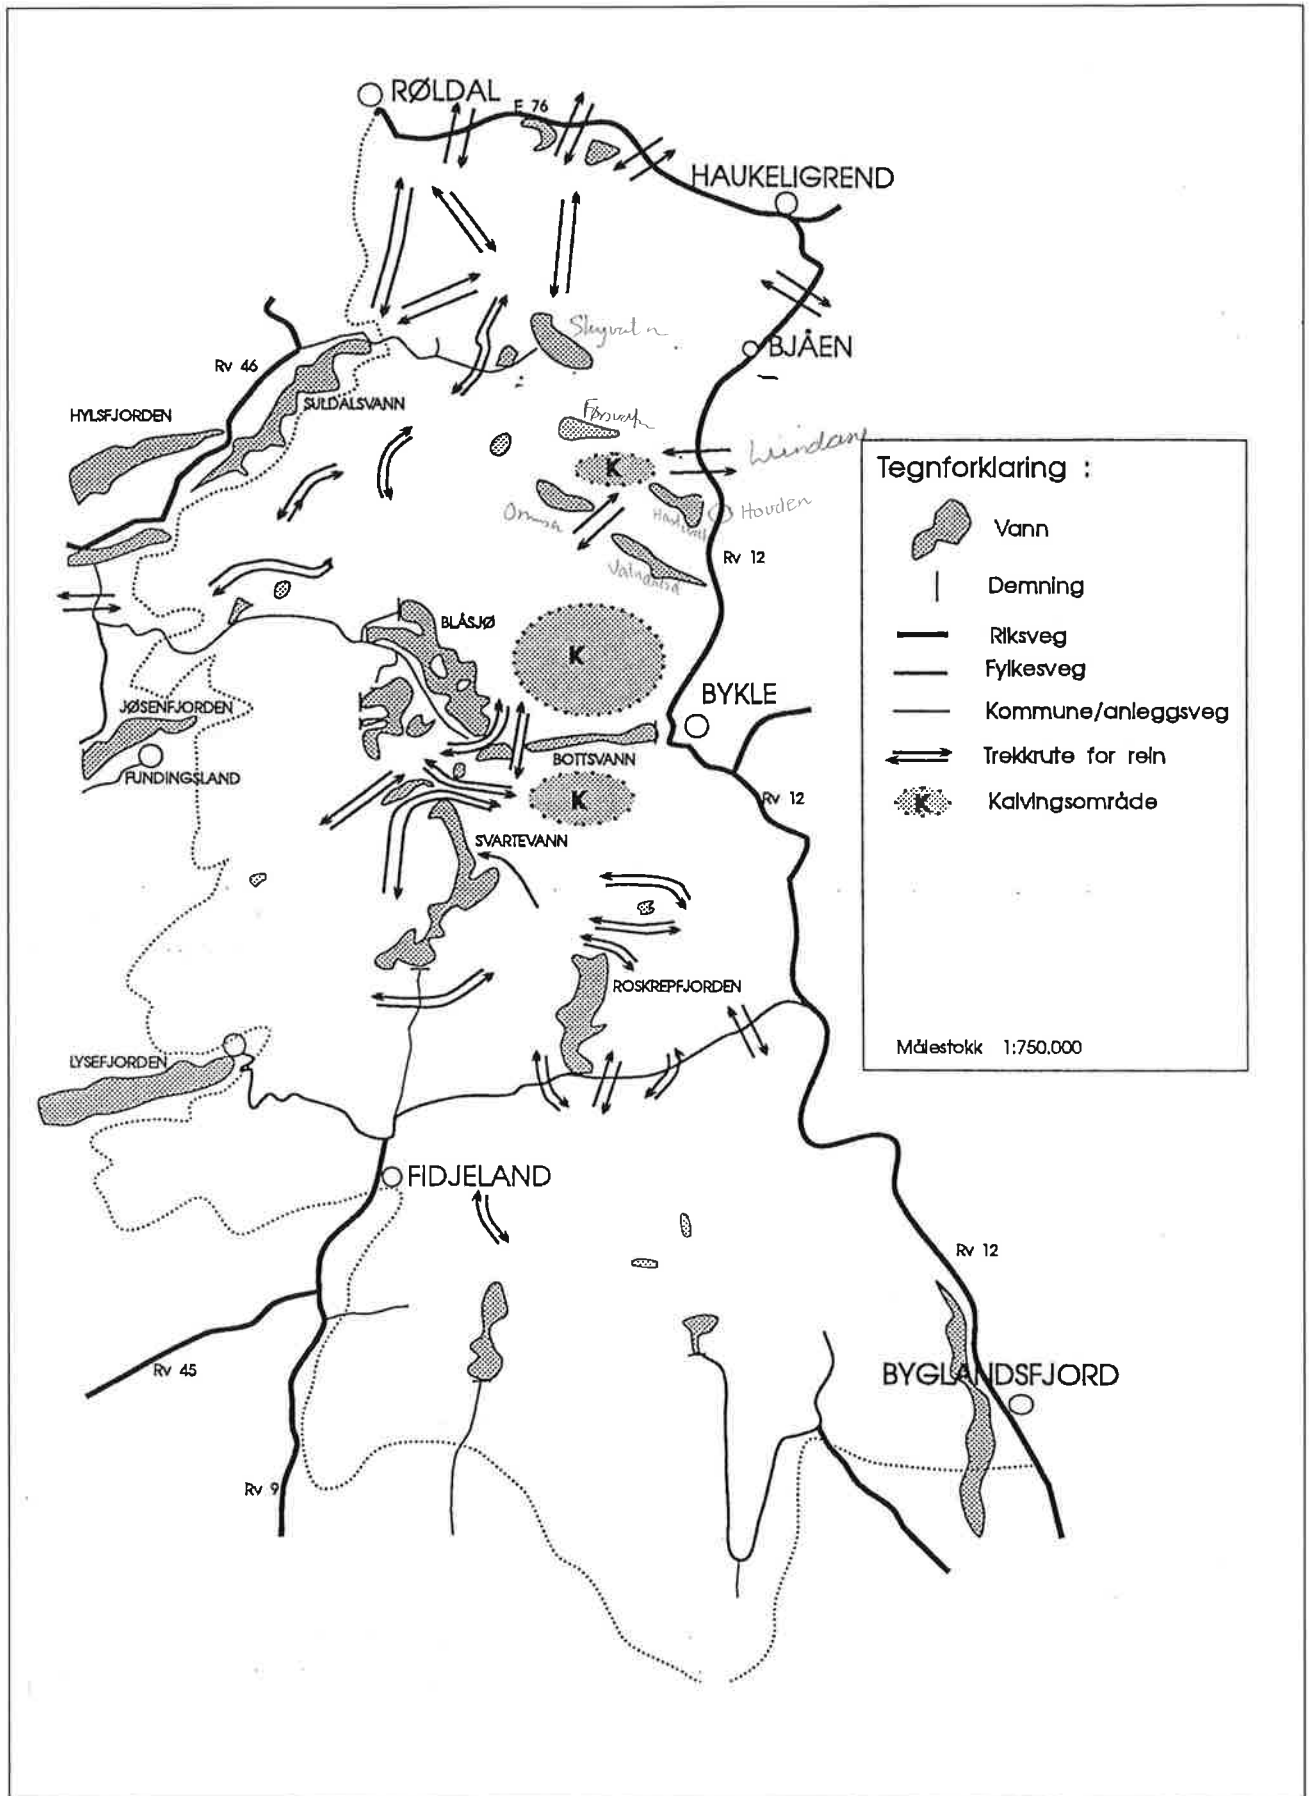 RØLDAL
E 76
HAUKELIGREND
BJÅEN
Rv 46
SULDALSVANN
HYLSFJORDEN
K
Hovden
Rv 12
BLÅSJØ
K
BYKLE
JØSENFJORDEN
FUNDINGSLAND
BOTTSVANN
K
Rv 12
SVARTEVANN
ROSKREPFJORDEN
LYSEFJORDEN
FIDJELAND
Rv 12
Rv 45
BYGLANDSFJORD
Rv 9
Tegnforklaring :
Vann
Demning
Riksveg
Fylkesveg
Kommune/anleggsveg
Trekkrute for rein
K Kalvingsområde
Målestokk 1:750.000